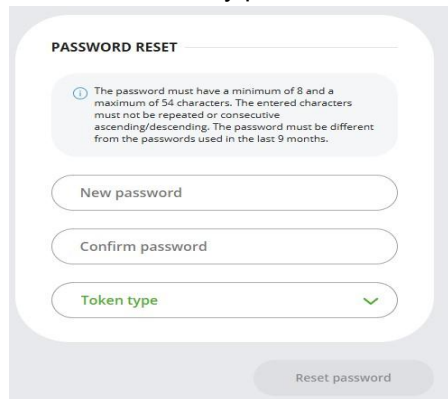 PASSWORD RESET
The password must have a minimum of 8 and a
maximum of 54 characters. The entered characters
must not be repeated or consecutive
ascending/descending. The password must be different
from the passwords used in the last 9 months.
New password
Confirm password
Token type
Reset password